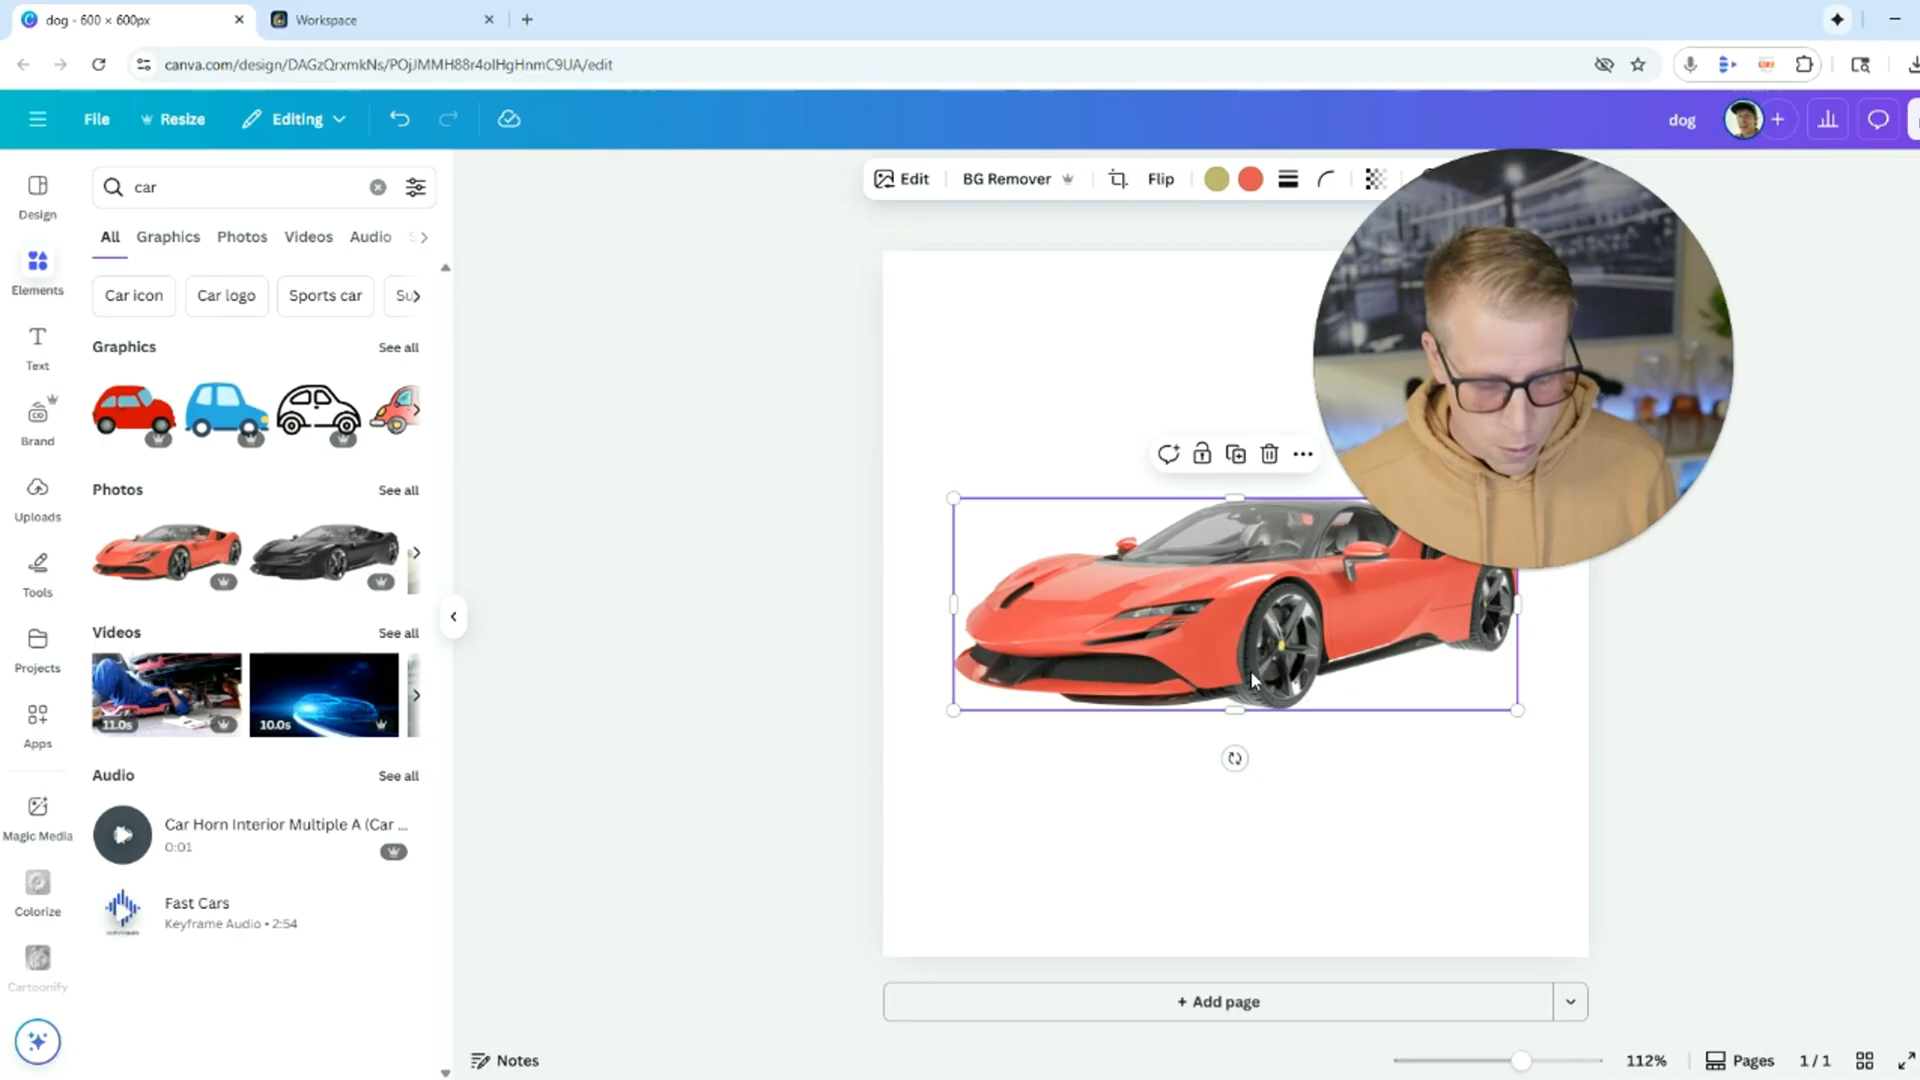 dog - 600 × 600px
Workspace
canva.com/design/DAGzQrxmkNs/POjJMMH88r4oIHgHnmC9UA/edit
File
Resize
Editing
dog
car
Edit
BG Remover
Flip
Design
Elements
Text
Brand
Uploads
Tools
Projects
Apps
Magic Media
Colorize
Cartoonify
All
Graphics
Photos
Videos
Audio
S
Car icon
Car logo
Sports car
Su
Graphics
See all
Photos
See all
Videos
See all
11.0s
10.0s
Audio
See all
Car Horn Interior Multiple A (Car ...
0:01
Fast Cars
Keyframe Audio • 2:54
+ Add page
Notes
112%
Pages
1 / 1